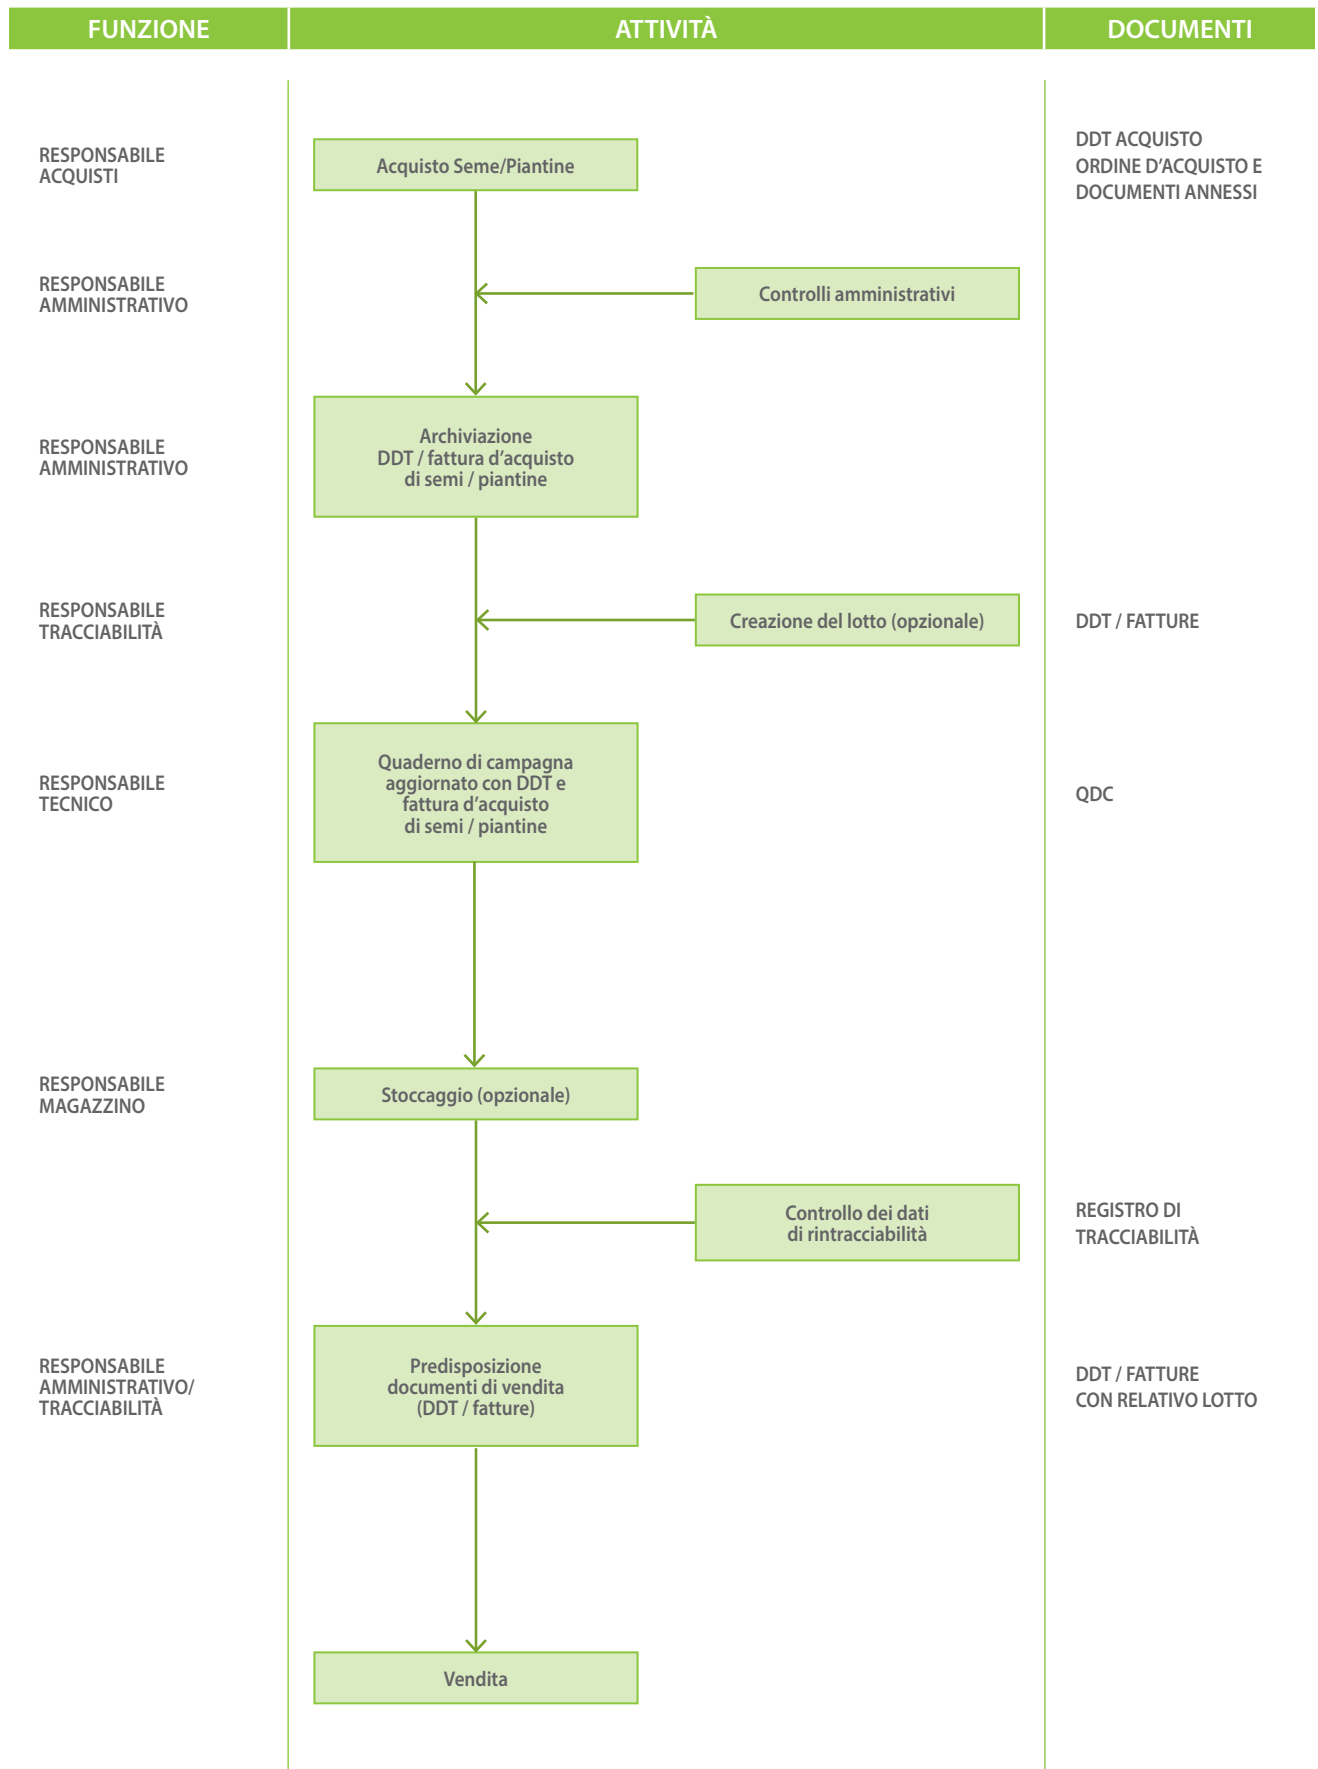 FUNZIONE
ATTIVITÀ
DOCUMENTI
RESPONSABILE
ACQUISTI
Acquisto Seme/Piantine
DDT ACQUISTO
ORDINE D’ACQUISTO E
DOCUMENTI ANNESSI
RESPONSABILE
AMMINISTRATIVO
Controlli amministrativi
RESPONSABILE
AMMINISTRATIVO
Archiviazione
DDT / fattura d’acquisto
di semi / piantine
RESPONSABILE
TRACCIABILITÀ
Creazione del lotto (opzionale)
DDT / FATTURE
RESPONSABILE
TECNICO
Quaderno di campagna
aggiornato con DDT e
fattura d’acquisto
di semi / piantine
QDC
RESPONSABILE
MAGAZZINO
Stoccaggio (opzionale)
Controllo dei dati
di rintracciabilità
REGISTRO DI
TRACCIABILITÀ
RESPONSABILE
AMMINISTRATIVO/
TRACCIABILITÀ
Predisposizione
documenti di vendita
(DDT / fatture)
DDT / FATTURE
CON RELATIVO LOTTO
Vendita